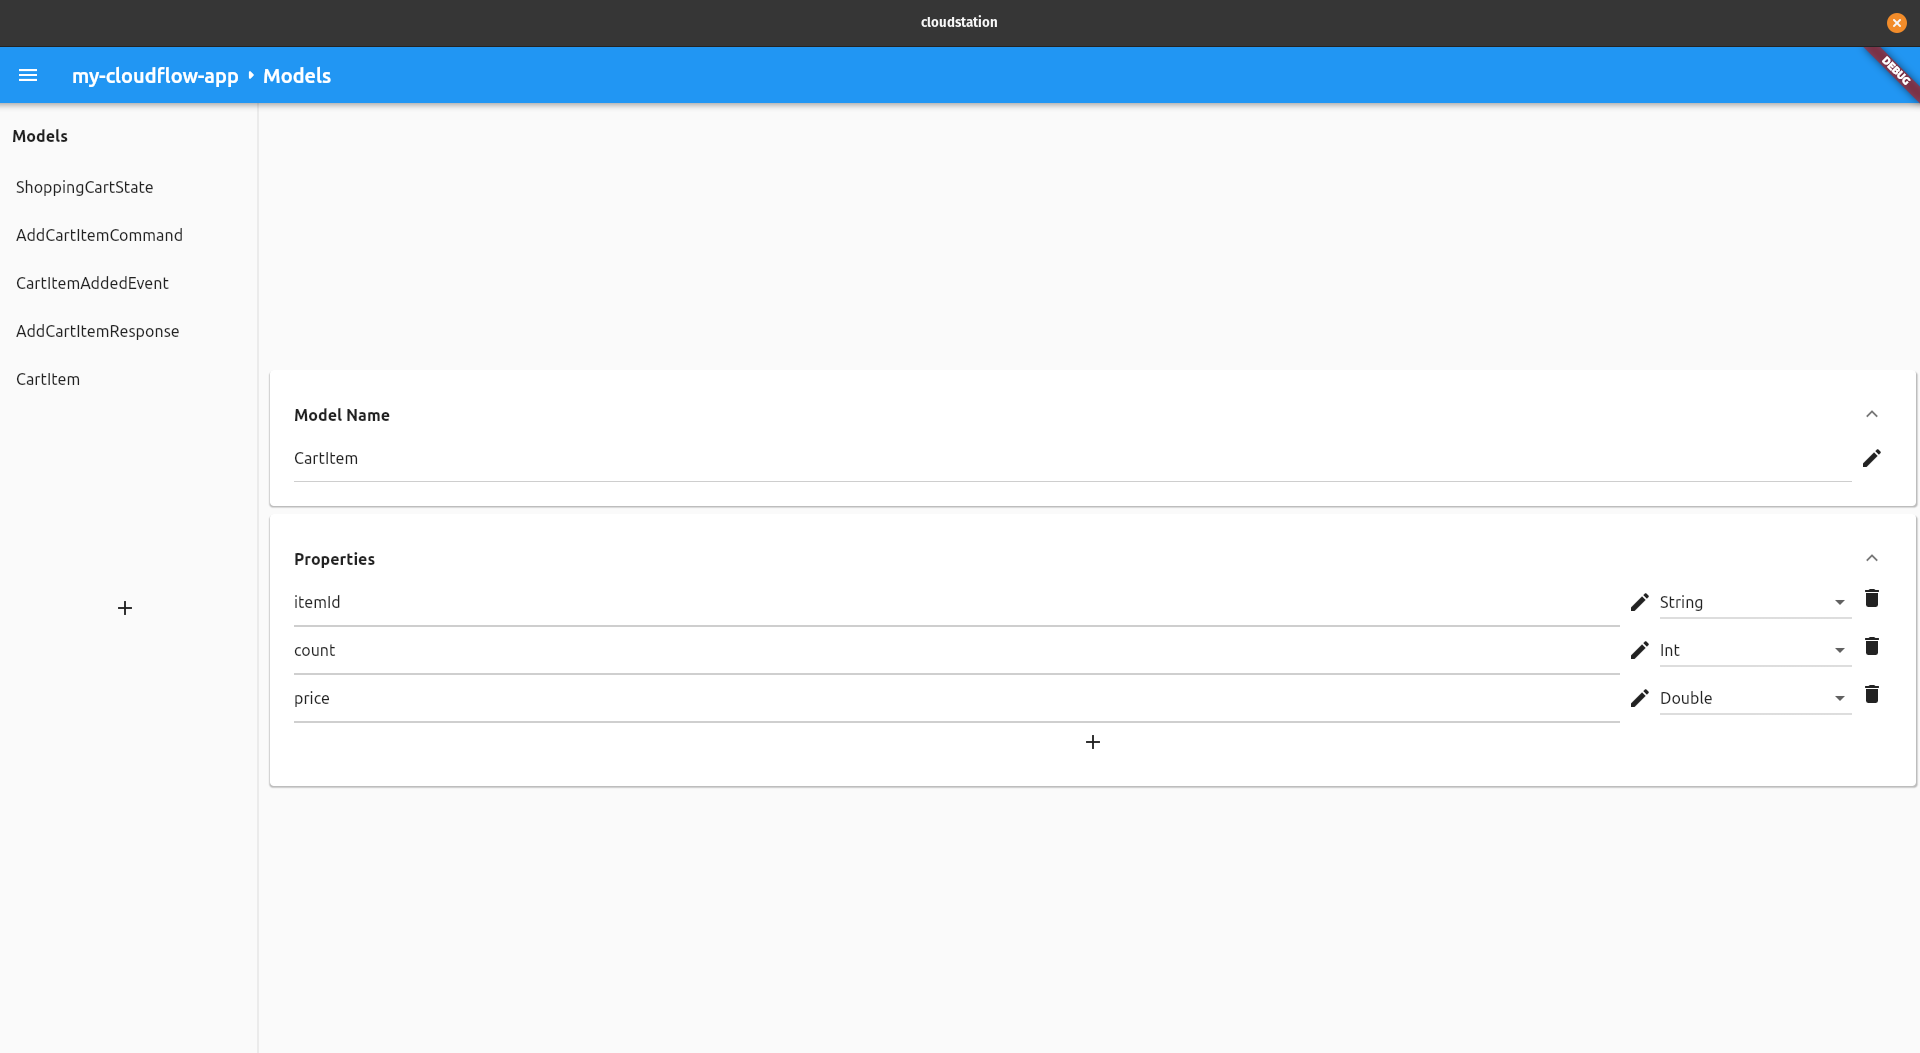 cloudstation
my-cloudflow-app Models
DEBUG
Models
ShoppingCartState
AddCartItemCommand
CartItemAddedEvent
AddCartItemResponse
CartItem
Model Name
CartItem
Properties
itemId String
count Int
price Double